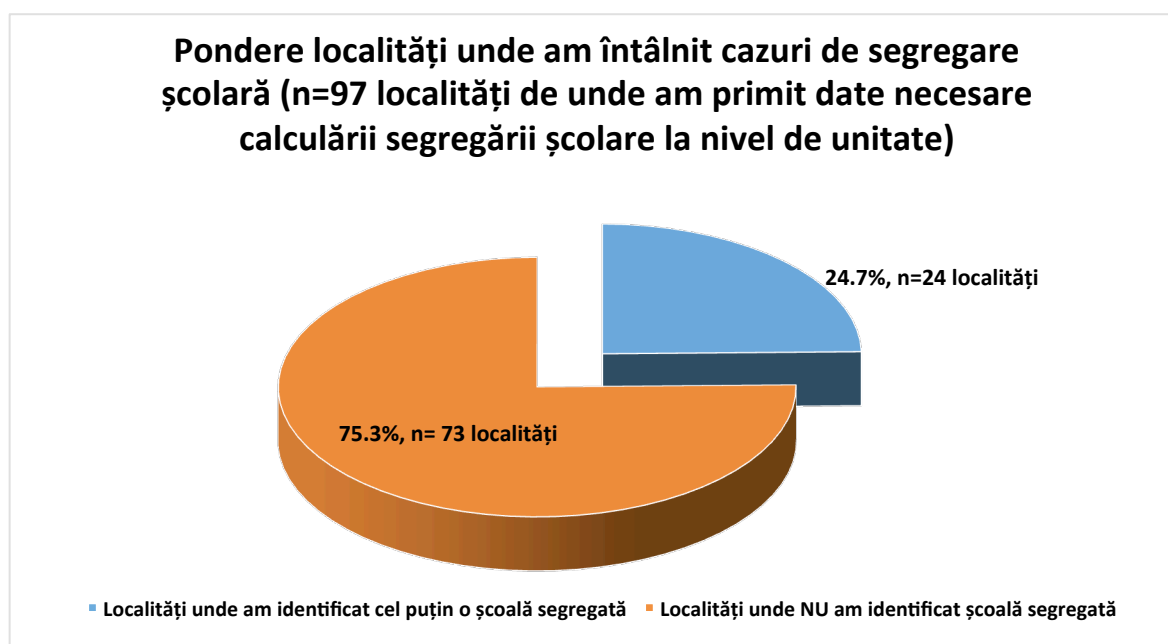 Pondere localități unde am întâlnit cazuri de segregare
școlară (n=97 localități de unde am primit date necesare
calculării segregării școlare la nivel de unitate)
24.7%, n=24 localități
75.3%, n= 73 localități
Localități unde am identificat cel puțin o școală segregată
Localități unde NU am identificat școală segregată